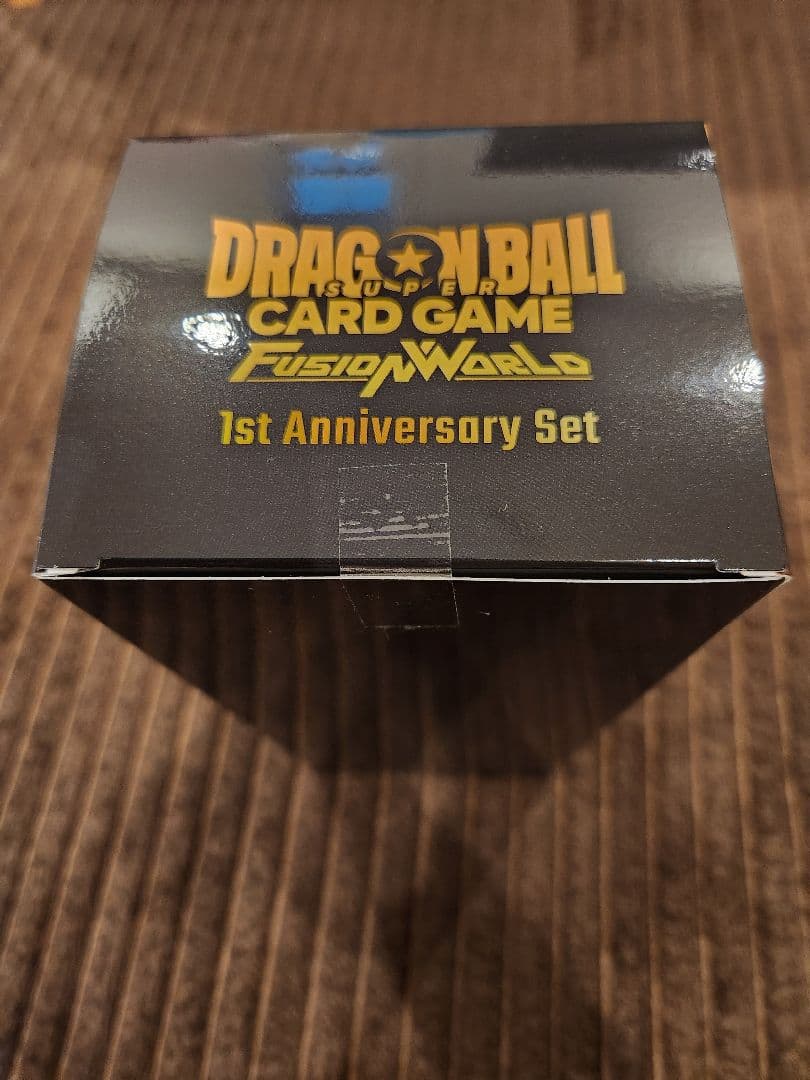 DRAGON BALL
SUPER
CARD GAME
FUSION WORLD
1st Anniversary Set